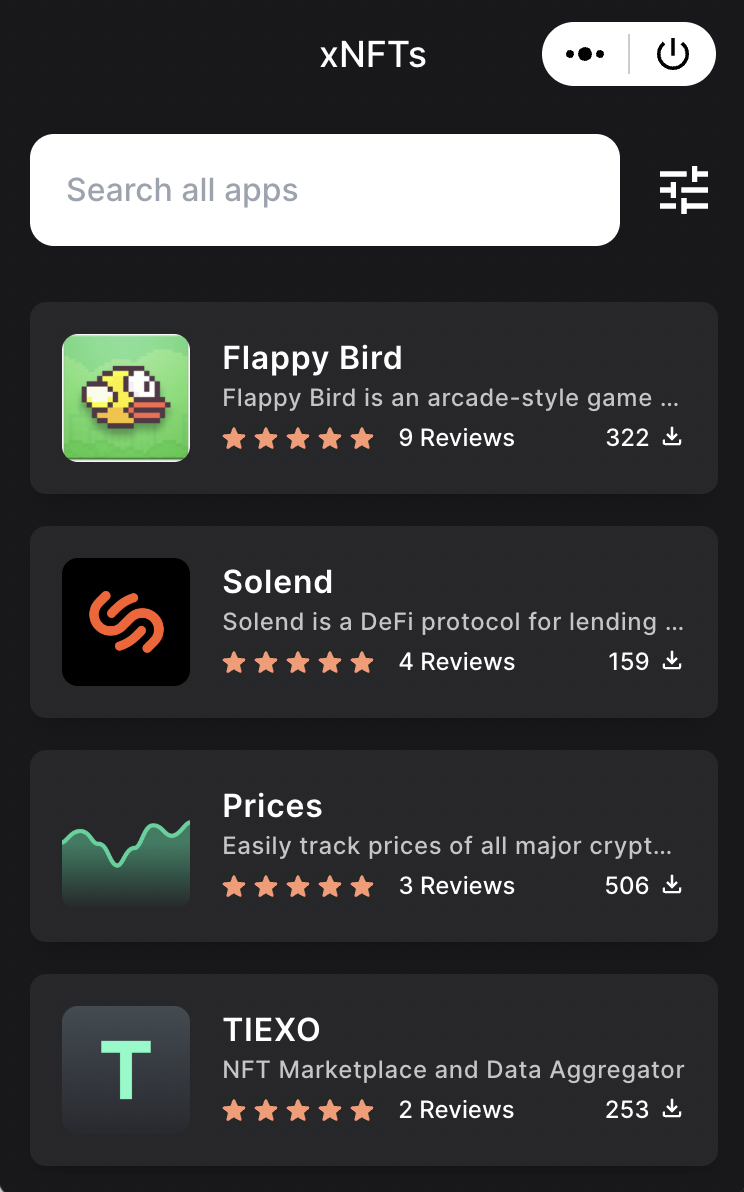 xNFTs
Search all apps
Flappy Bird
Flappy Bird is an arcade-style game ...
9 Reviews 322
Solend
Solend is a DeFi protocol for lending ...
4 Reviews 159
Prices
Easily track prices of all major crypt...
3 Reviews 506
T
TIEXO
NFT Marketplace and Data Aggregator
2 Reviews 253